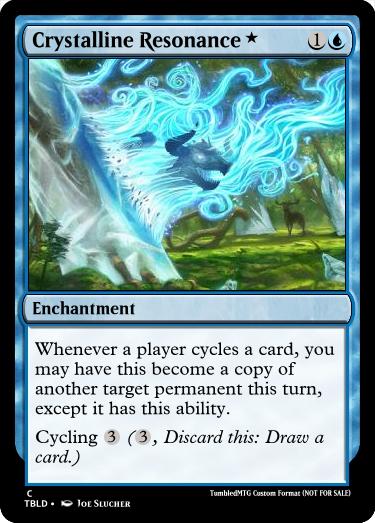 Crystalline Resonance ★ 1
Enchantment
Whenever a player cycles a card, you
may have this become a copy of
another target permanent this turn,
except it has this ability.
Cycling 3 (3, Discard this: Draw a
card.)
C
TBLD • Joe Slucher
TumbledMTG Custom Format (NOT FOR SALE)